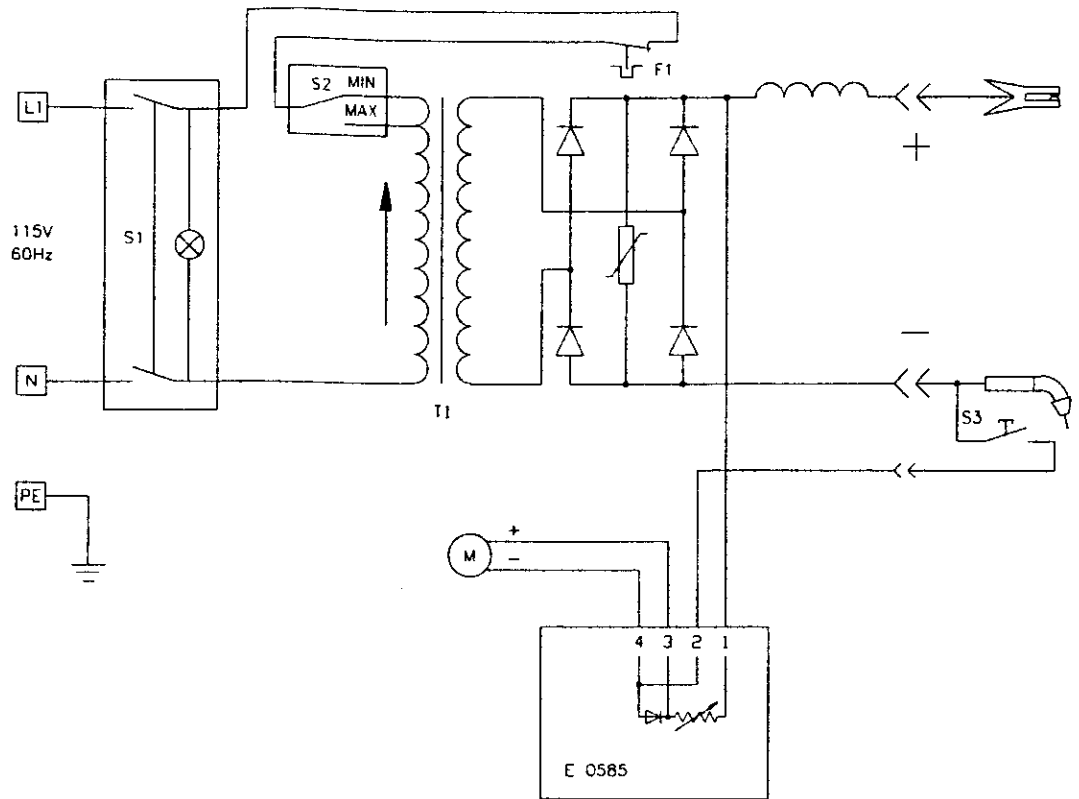 F1
S2 MIN
MAX
L1
+
115V
60Hz
S1
−
N
T1
S3
PE
+
−
M
4 3 2 1
E 0585